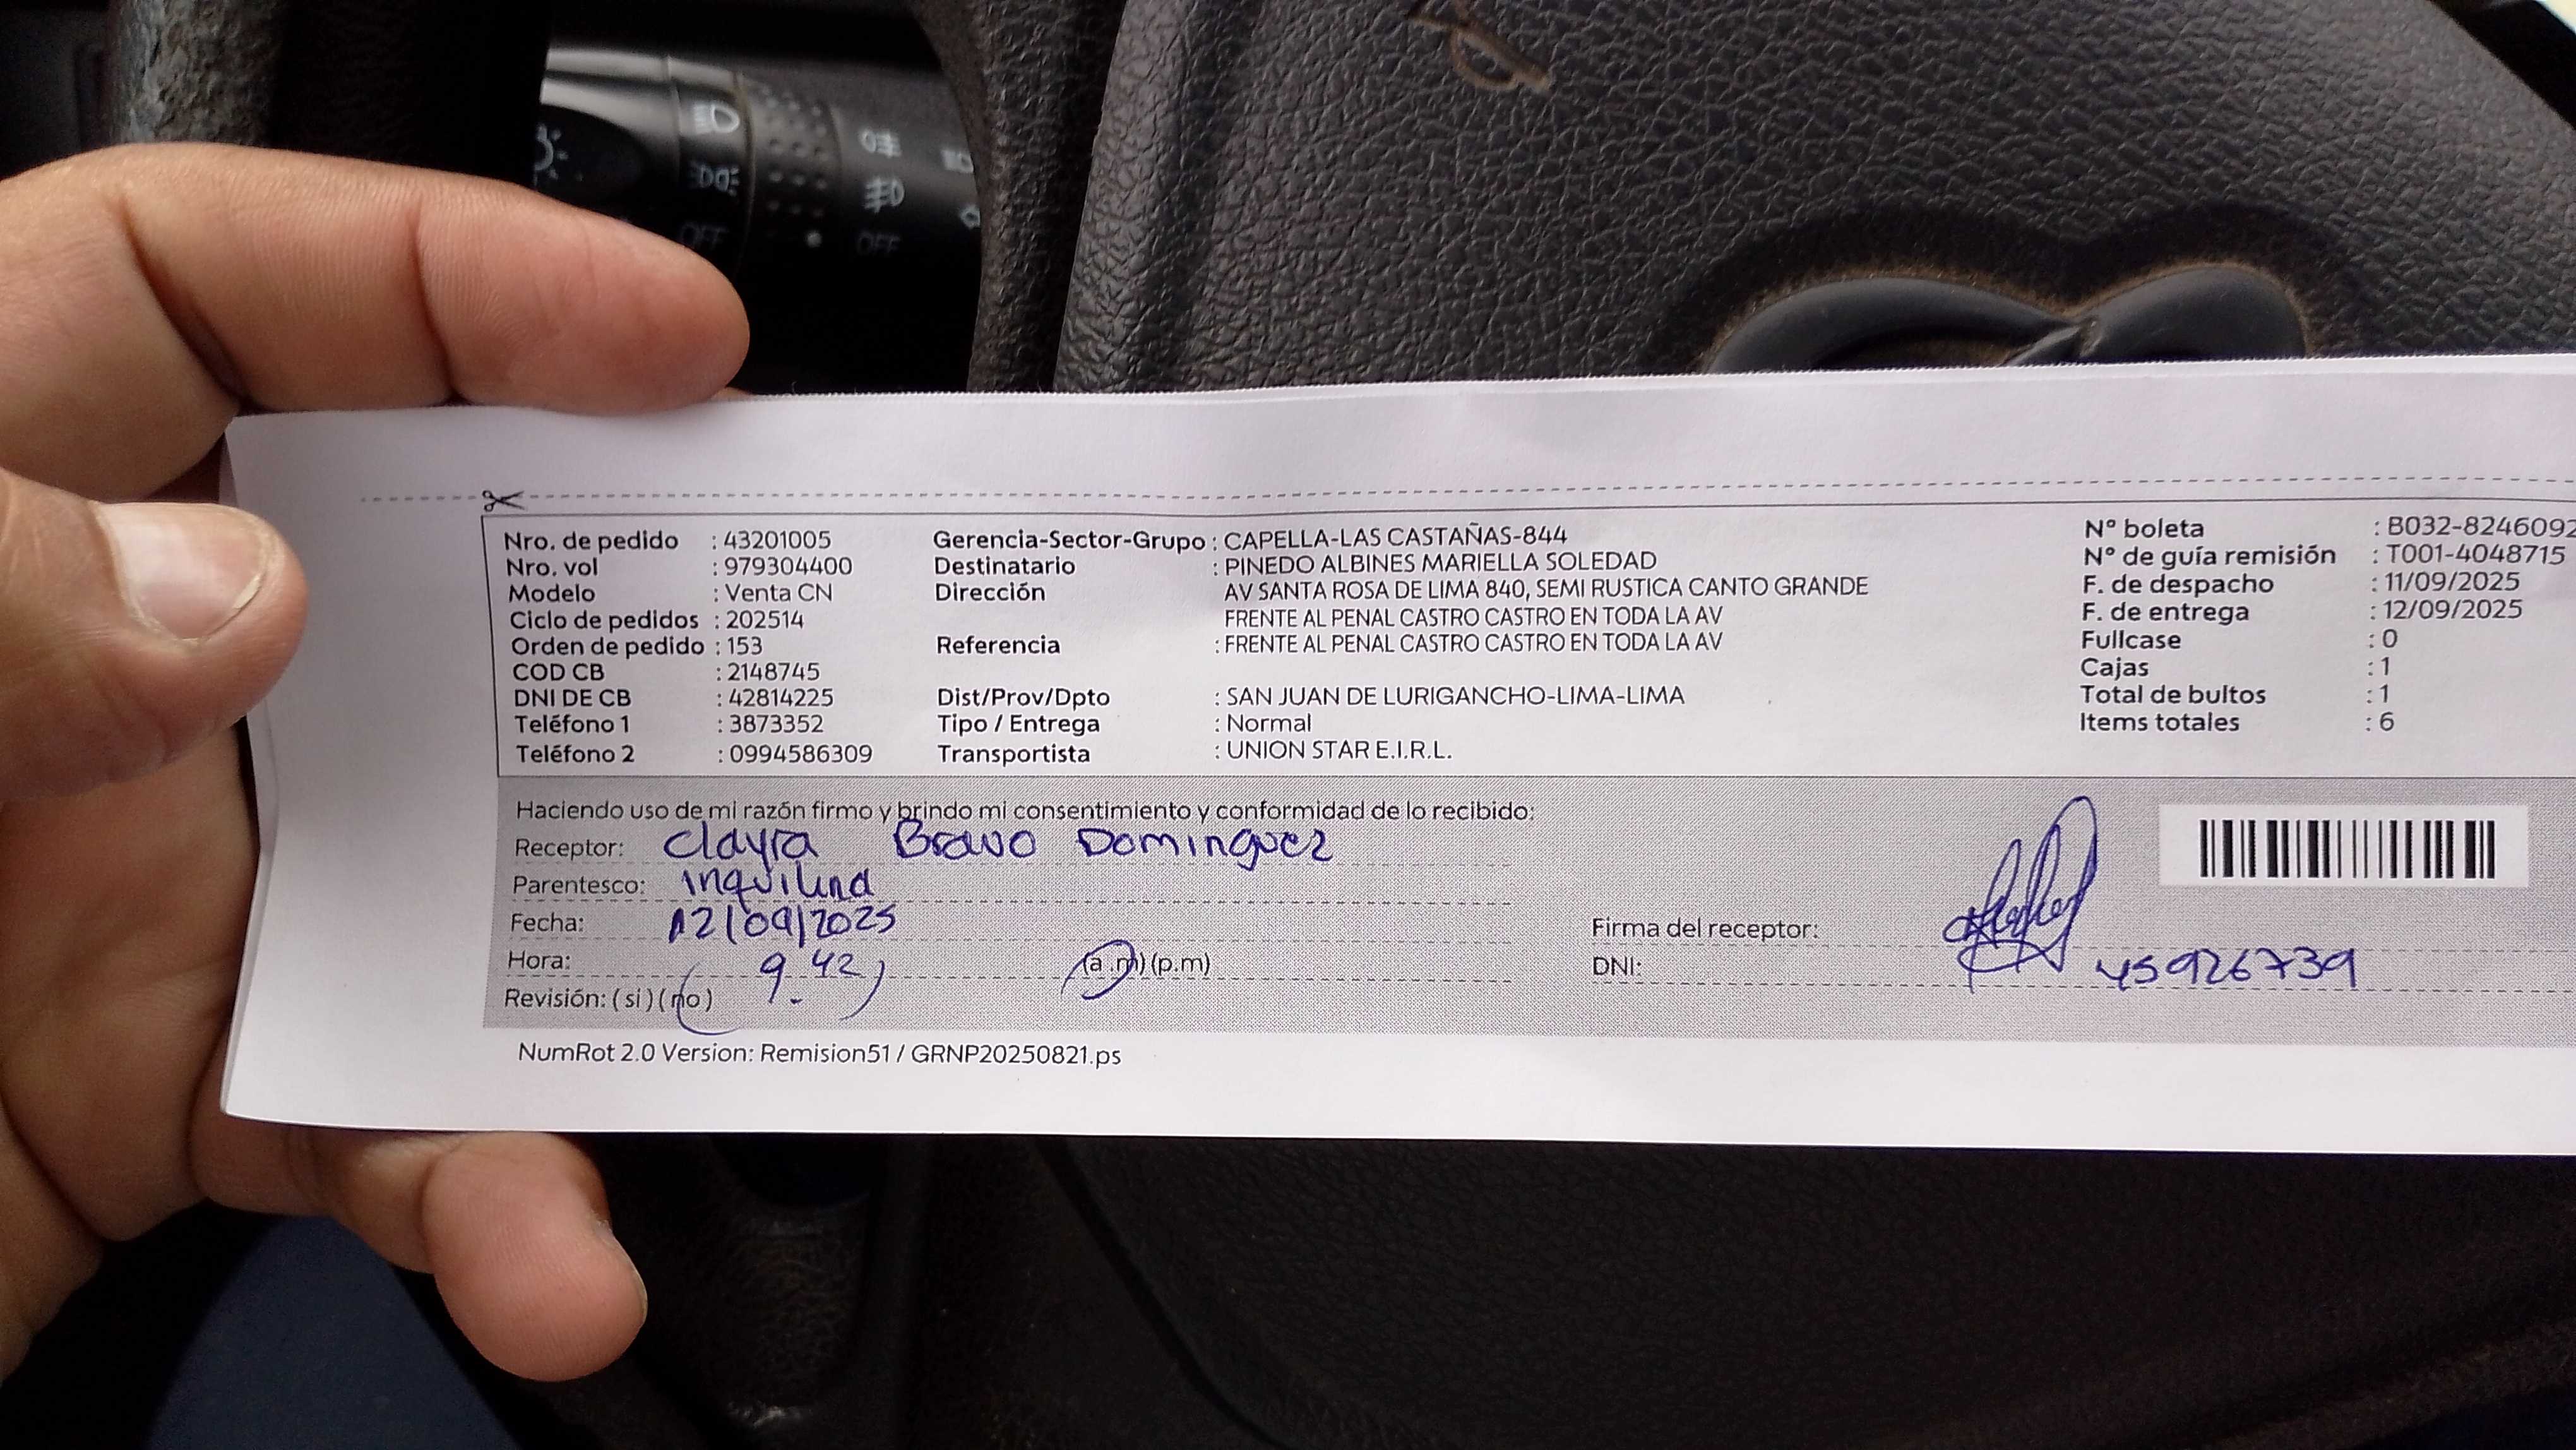 OFF
OFF
Nro. de pedido : 43201005 Gerencia-Sector-Grupo : CAPELLA-LAS CASTAÑAS-844 N° boleta : B032-8246092
Nro. vol : 979304400 Destinatario : PINEDO ALBINES MARIELLA SOLEDAD N° de guía remisión : T001-4048715
Modelo : Venta CN Dirección AV SANTA ROSA DE LIMA 840, SEMI RUSTICA CANTO GRANDE F. de despacho : 11/09/2025
Ciclo de pedidos : 202514 FRENTE AL PENAL CASTRO CASTRO EN TODA LA AV F. de entrega : 12/09/2025
Orden de pedido : 153 Referencia : FRENTE AL PENAL CASTRO CASTRO EN TODA LA AV Fullcase : 0
COD CB : 2148745 Cajas : 1
DNI DE CB : 42814225 Dist/Prov/Dpto : SAN JUAN DE LURIGANCHO-LIMA-LIMA Total de bultos : 1
Teléfono 1 : 3873352 Tipo / Entrega : Normal Items totales : 6
Teléfono 2 : 0994586309 Transportista : UNION STAR E.I.R.L.
Haciendo uso de mi razón firmo y brindo mi consentimiento y conformidad de lo recibido:
Receptor: Clayra Bravo Dominguez
Parentesco: inquilina
Fecha: 12/09/2025 Firma del receptor:
Hora: 9.42 (a.m) (p.m) DNI: 45926739
Revisión: ( si ) ( no )
NumRot 2.0 Version: Remision51 / GRNP20250821.ps